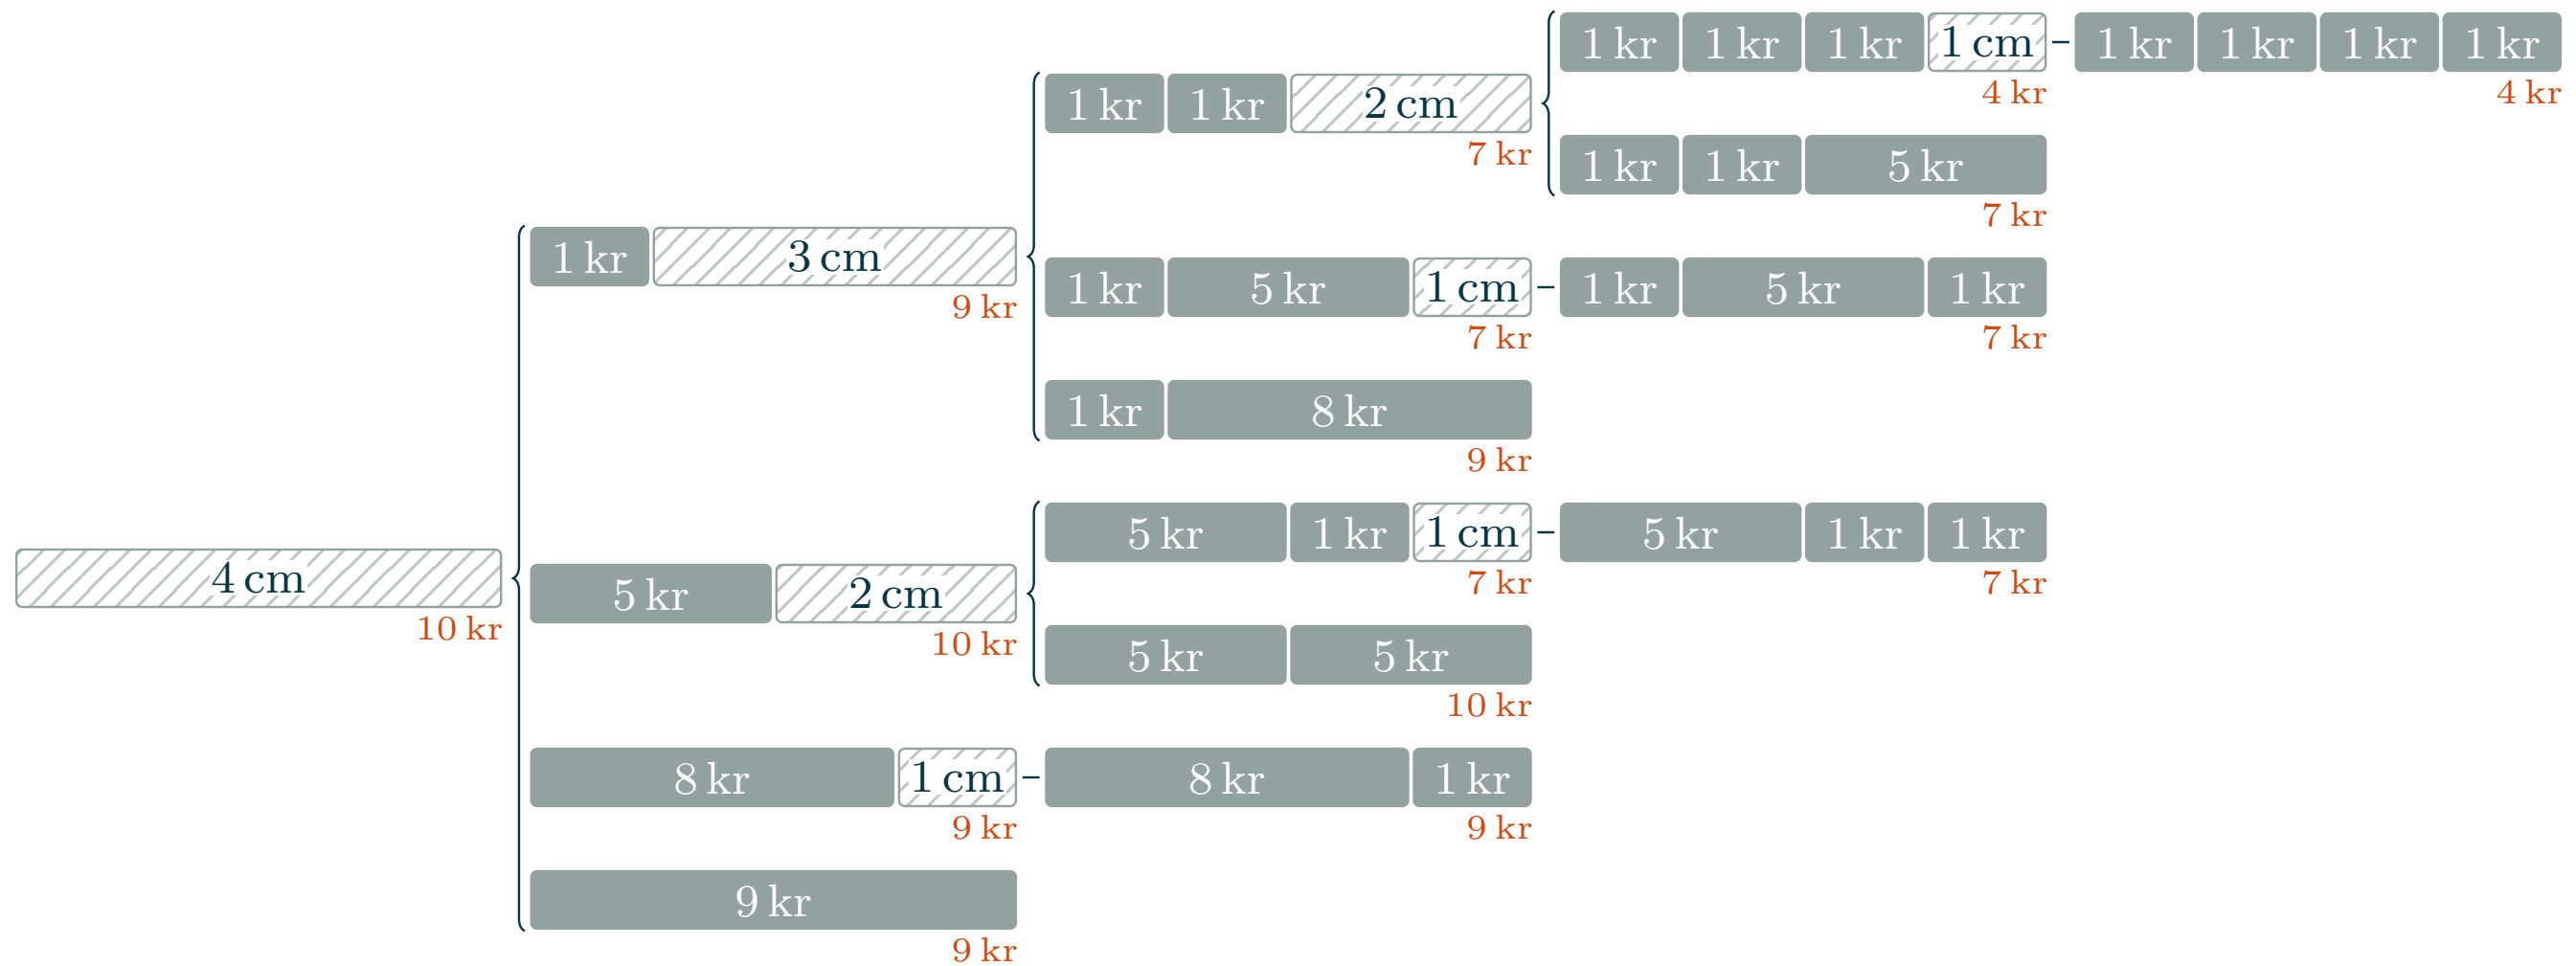 1 kr 1 kr 1 kr 1 cm 1 kr 1 kr 1 kr 1 kr
4 kr 4 kr
1 kr 1 kr 2 cm
7 kr
1 kr 1 kr 5 kr
7 kr
1 kr 3 cm
9 kr
1 kr 5 kr 1 cm 1 kr 5 kr 1 kr
7 kr 7 kr
1 kr 8 kr
9 kr
5 kr 1 kr 1 cm 5 kr 1 kr 1 kr
7 kr 7 kr
4 cm
10 kr
5 kr 2 cm
10 kr
5 kr 5 kr
10 kr
8 kr 1 cm 8 kr 1 kr
9 kr 9 kr
9 kr
9 kr